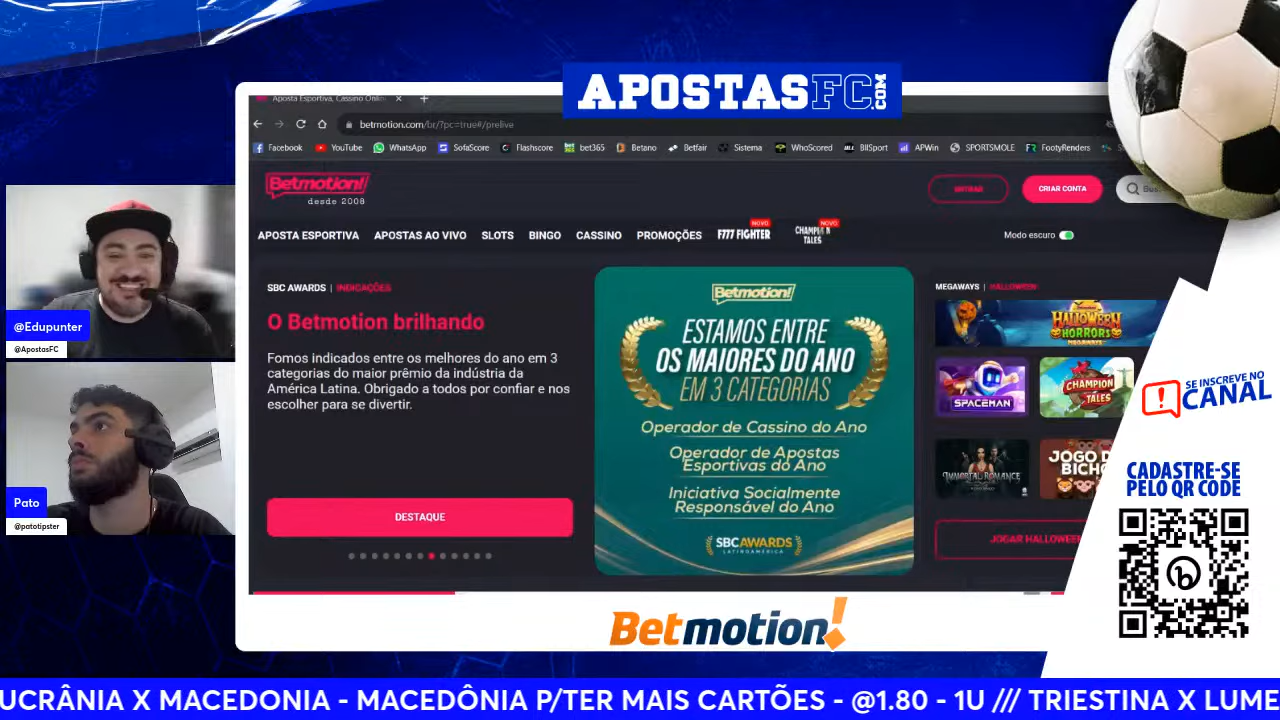 APOSTASFC.COM
Aposta Esportiva, Cassino Onlin
betmotion.com/br/?pc=true#/prelive
Facebook YouTube WhatsApp SofaScore Flashscore bet365 Betano Betfair Sistema WhoScored BllSport APWin SPORTSMOLE FootyRenders
Betmotion!
desde 2008
ENTRAR
CRIAR CONTA
APOSTA ESPORTIVA APOSTAS AO VIVO SLOTS BINGO CASSINO PROMOÇÕES F777 FIGHTER NOVO CHAMPION TALES NOVO
Modo escuro
SBC AWARDS | INDICAÇÕES
O Betmotion brilhando
Fomos indicados entre os melhores do ano em 3
categorias do maior prêmio da indústria da
América Latina. Obrigado a todos por confiar e nos
escolher para se divertir.
DESTAQUE
Betmotion!
ESTAMOS ENTRE
OS MAIORES DO ANO
EM 3 CATEGORIAS
Operador de Cassino do Ano
Operador de Apostas
Esportivas do Ano
Iniciativa Socialmente
Responsável do Ano
SBCAWARDS
LATINOAMÉRICA
MEGAWAYS | HALLOWEEN
HALLOWEEN
HORRORS
MEGAWAYS
SPACEMAN
CHAMPION
TALES
IMMORTAL ROMANCE
JOGO D
BICHO
JOGAR HALLOWEEN
@Edupunter
@ApostasFC
Pato
@patotipster
SE INSCREVE NO
CANAL
CADASTRE-SE
PELO QR CODE
Betmotion!
UCRÂNIA X MACEDONIA - MACEDÔNIA P/TER MAIS CARTÕES - @1.80 - 1U /// TRIESTINA X LUME